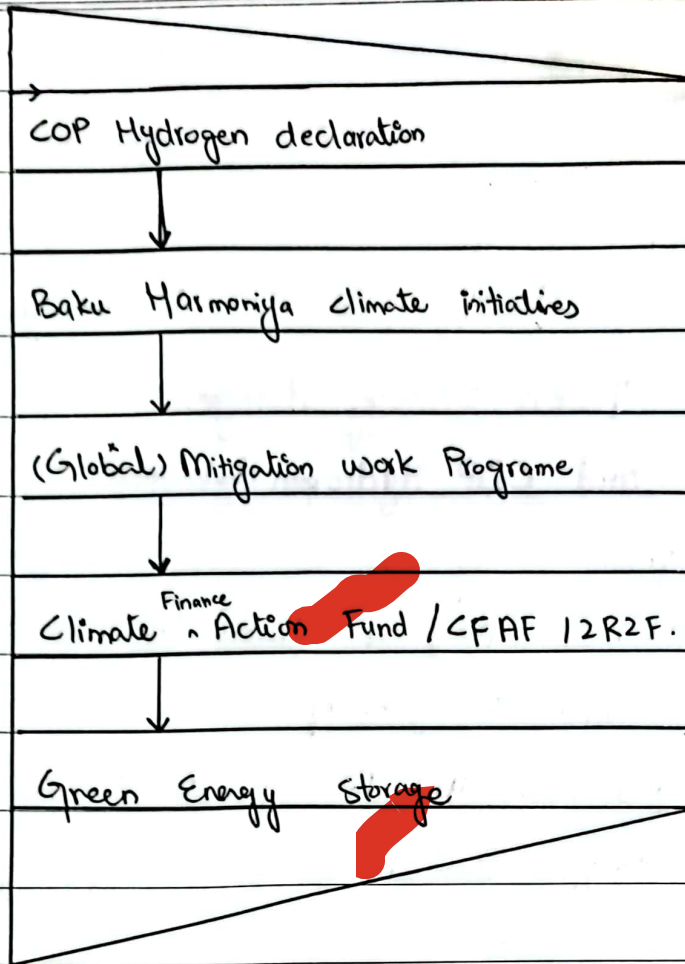 COP Hydrogen declaration
Baku Harmoniya climate initiatives
(Global) Mitigation work Programe
Climate Finance Action Fund / CFAF 12R2F.
Green Energy Storage